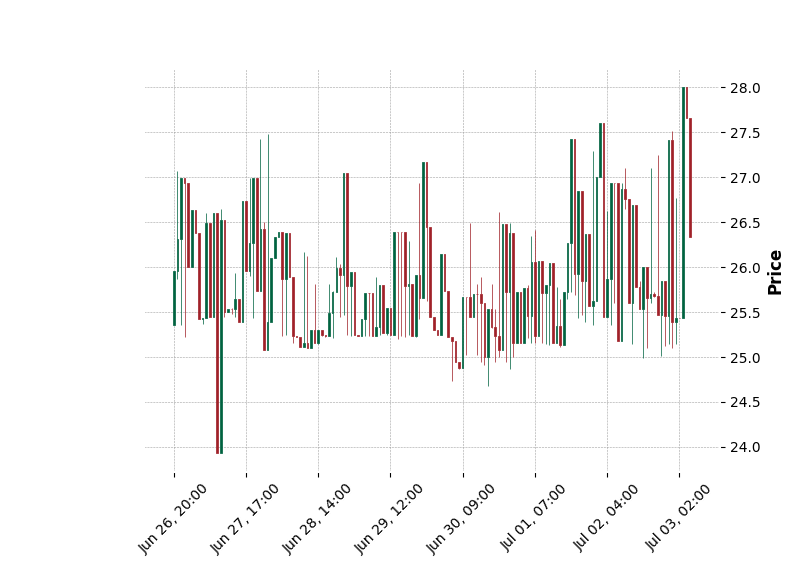 28.0
27.5
27.0
26.5
26.0
25.5
25.0
24.5
24.0
Price
Jun 26, 20:00
Jun 27, 17:00
Jun 28, 14:00
Jun 29, 12:00
Jun 30, 09:00
Jul 01, 07:00
Jul 02, 04:00
Jul 03, 02:00